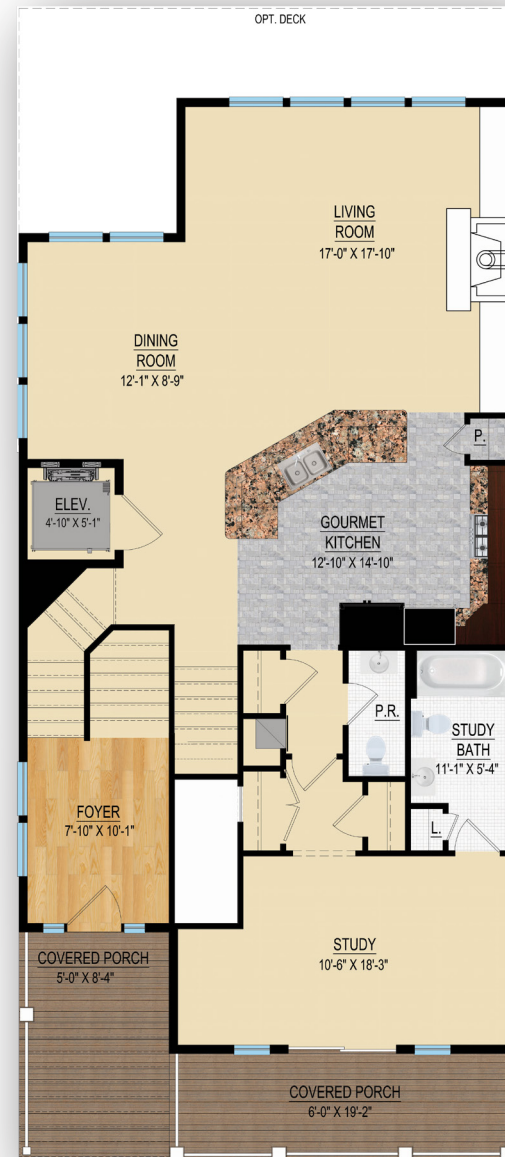 OPT. DECK
LIVING
ROOM
17'-0" X 17'-10"
DINING
ROOM
12'-1" X 8'-9"
P.
ELEV.
4'-10" X 5'-1"
GOURMET
KITCHEN
12'-10" X 14'-10"
P.R.
STUDY
BATH
11'-1" X 5'-4"
FOYER
7'-10" X 10'-1"
L.
STUDY
10'-6" X 18'-3"
COVERED PORCH
5'-0" X 8'-4"
COVERED PORCH
6'-0" X 19'-2"